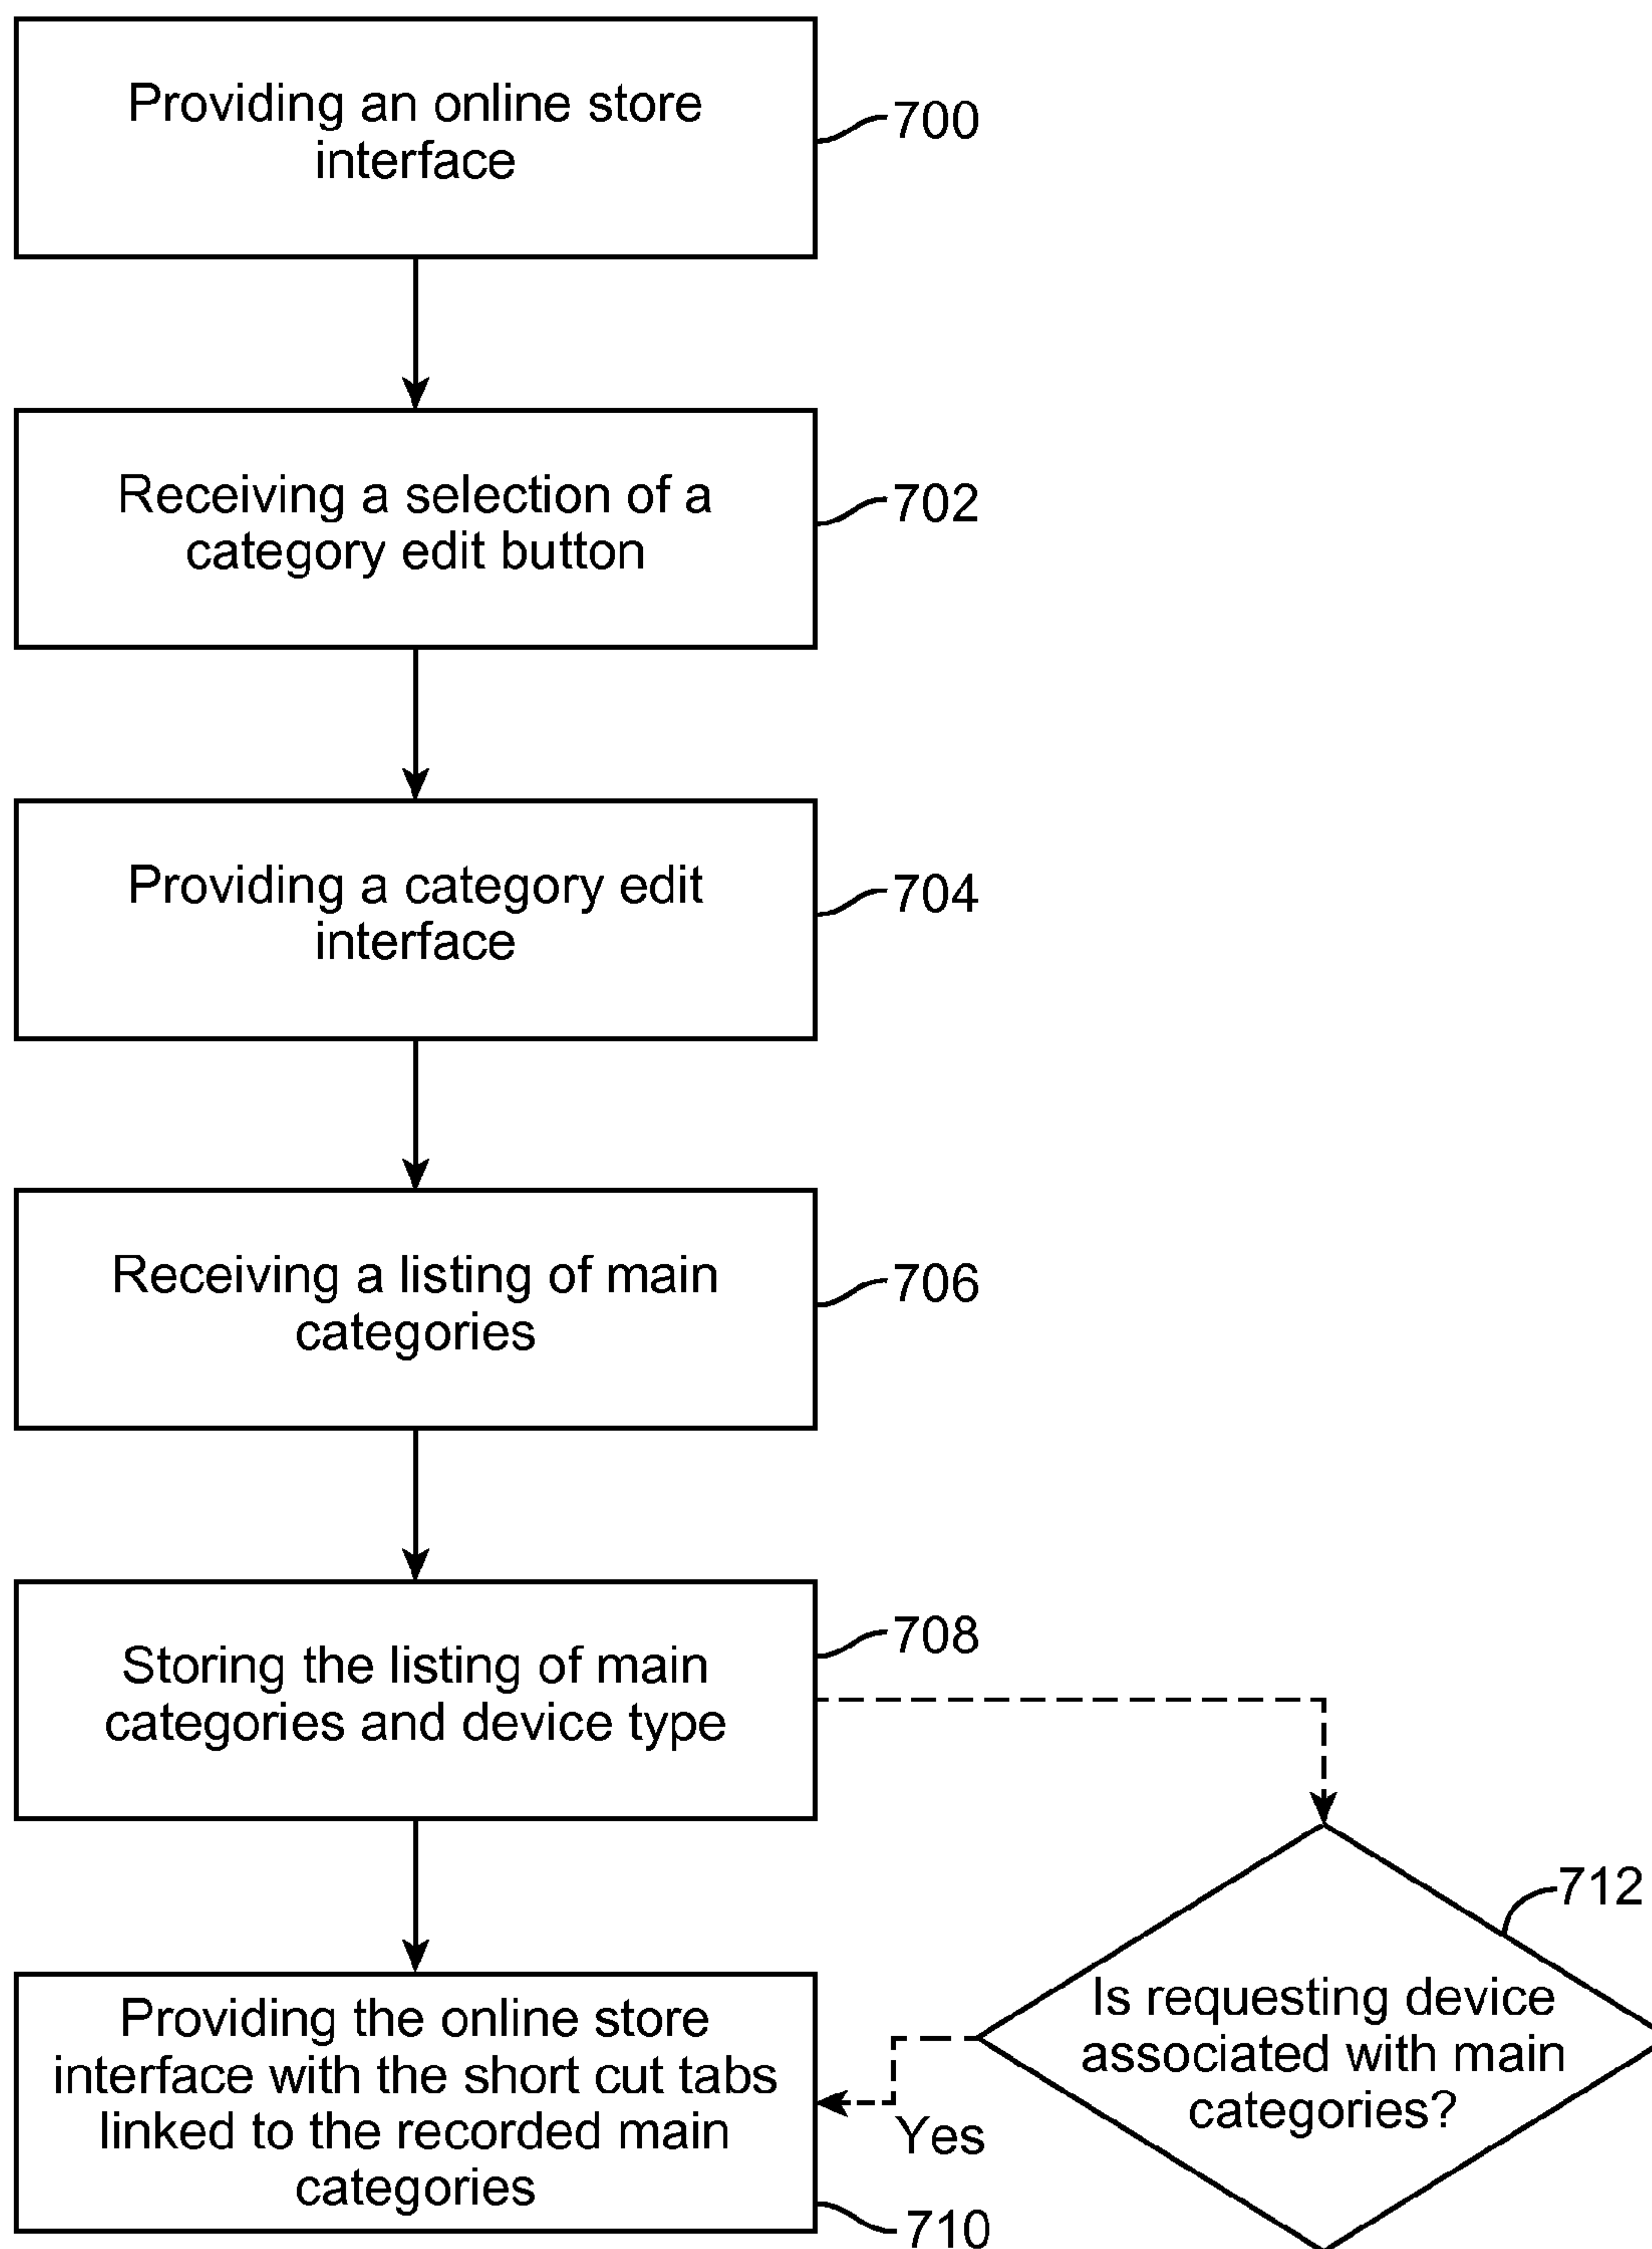 Providing an online store
interface
700
Receiving a selection of a
category edit button
702
Providing a category edit
interface
704
Receiving a listing of main
categories
706
Storing the listing of main
categories and device type
708
712
Is requesting device
associated with main
categories?
Yes
Providing the online store
interface with the short cut tabs
linked to the recorded main
categories
710